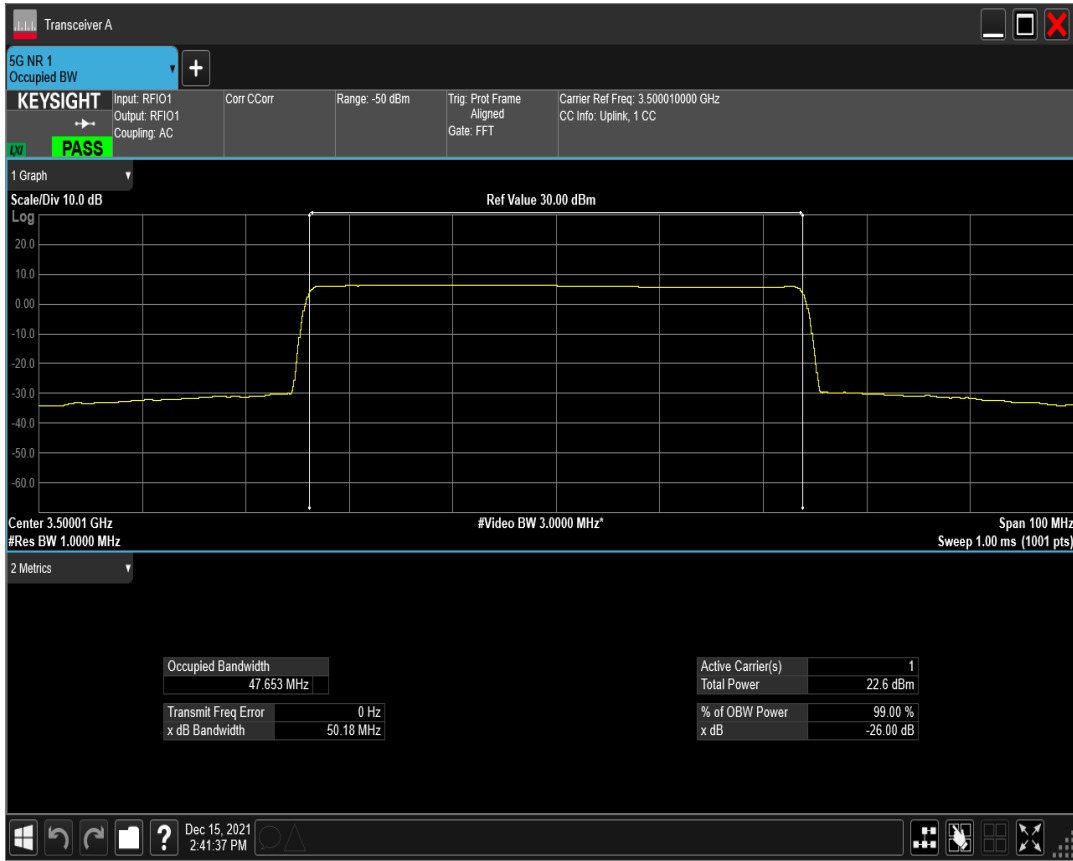 Transceiver A
5G NR 1
Occupied BW
KEYSIGHT
LXI
PASS
Input: RFIO1
Output: RFIO1
Coupling: AC
Corr CCorr
Range: -50 dBm
Trig: Prot Frame
Aligned
Gate: FFT
Carrier Ref Freq: 3.500010000 GHz
CC Info: Uplink, 1 CC
1 Graph
Scale/Div 10.0 dB
Ref Value 30.00 dBm
Log
20.0
10.0
0.00
-10.0
-20.0
-30.0
-40.0
-50.0
-60.0
Center 3.50001 GHz
#Video BW 3.0000 MHz*
Span 100 MHz
#Res BW 1.0000 MHz
Sweep 1.00 ms (1001 pts)
2 Metrics
Occupied Bandwidth
47.653 MHz
Transmit Freq Error 0 Hz
x dB Bandwidth 50.18 MHz
Active Carrier(s) 1
Total Power 22.6 dBm
% of OBW Power 99.00 %
x dB -26.00 dB
Dec 15, 2021
2:41:37 PM